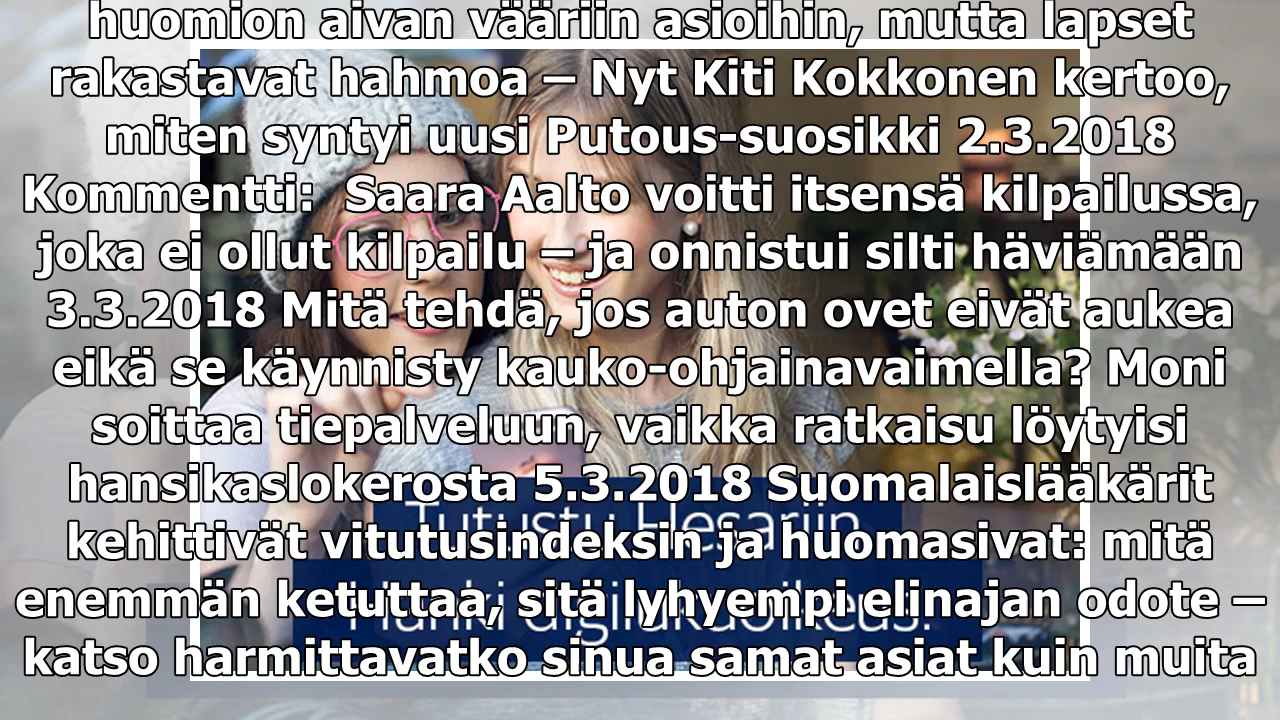 huomion aivan vääriin asioihin, mutta lapset
rakastavat hahmoa – Nyt Kiti Kokkonen kertoo,
miten syntyi uusi Putous-suosikki 2.3.2018
Kommentti:  Saara Aalto voitti itsensä kilpailussa,
joka ei ollut kilpailu – ja onnistui silti häviämään
3.3.2018 Mitä tehdä, jos auton ovet eivät aukea
eikä se käynnisty kauko-ohjainavaimella? Moni
soittaa tiepalveluun, vaikka ratkaisu löytyisi
hansikaslokerosta 5.3.2018 Suomalaislääkärit
Tutustu Hesariin.
kehittivät vitutusindeksin ja huomasivat: mitä
enemmän ketuttaa, sitä lyhyempi elinajan odote –
Hanki digilukuoikeus.
katso harmittavatko sinua samat asiat kuin muita